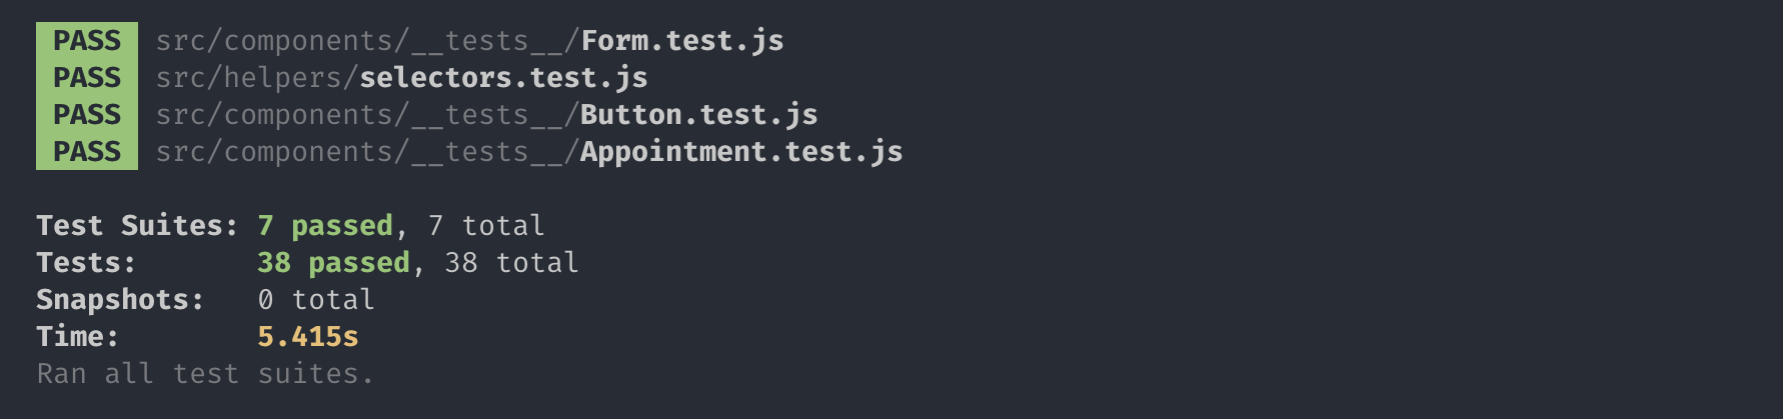 PASS src/components/__tests__/Form.test.js
PASS src/helpers/selectors.test.js
PASS src/components/__tests__/Button.test.js
PASS src/components/__tests__/Appointment.test.js
Test Suites: 7 passed, 7 total
Tests: 38 passed, 38 total
Snapshots: 0 total
Time: 5.415s
Ran all test suites.